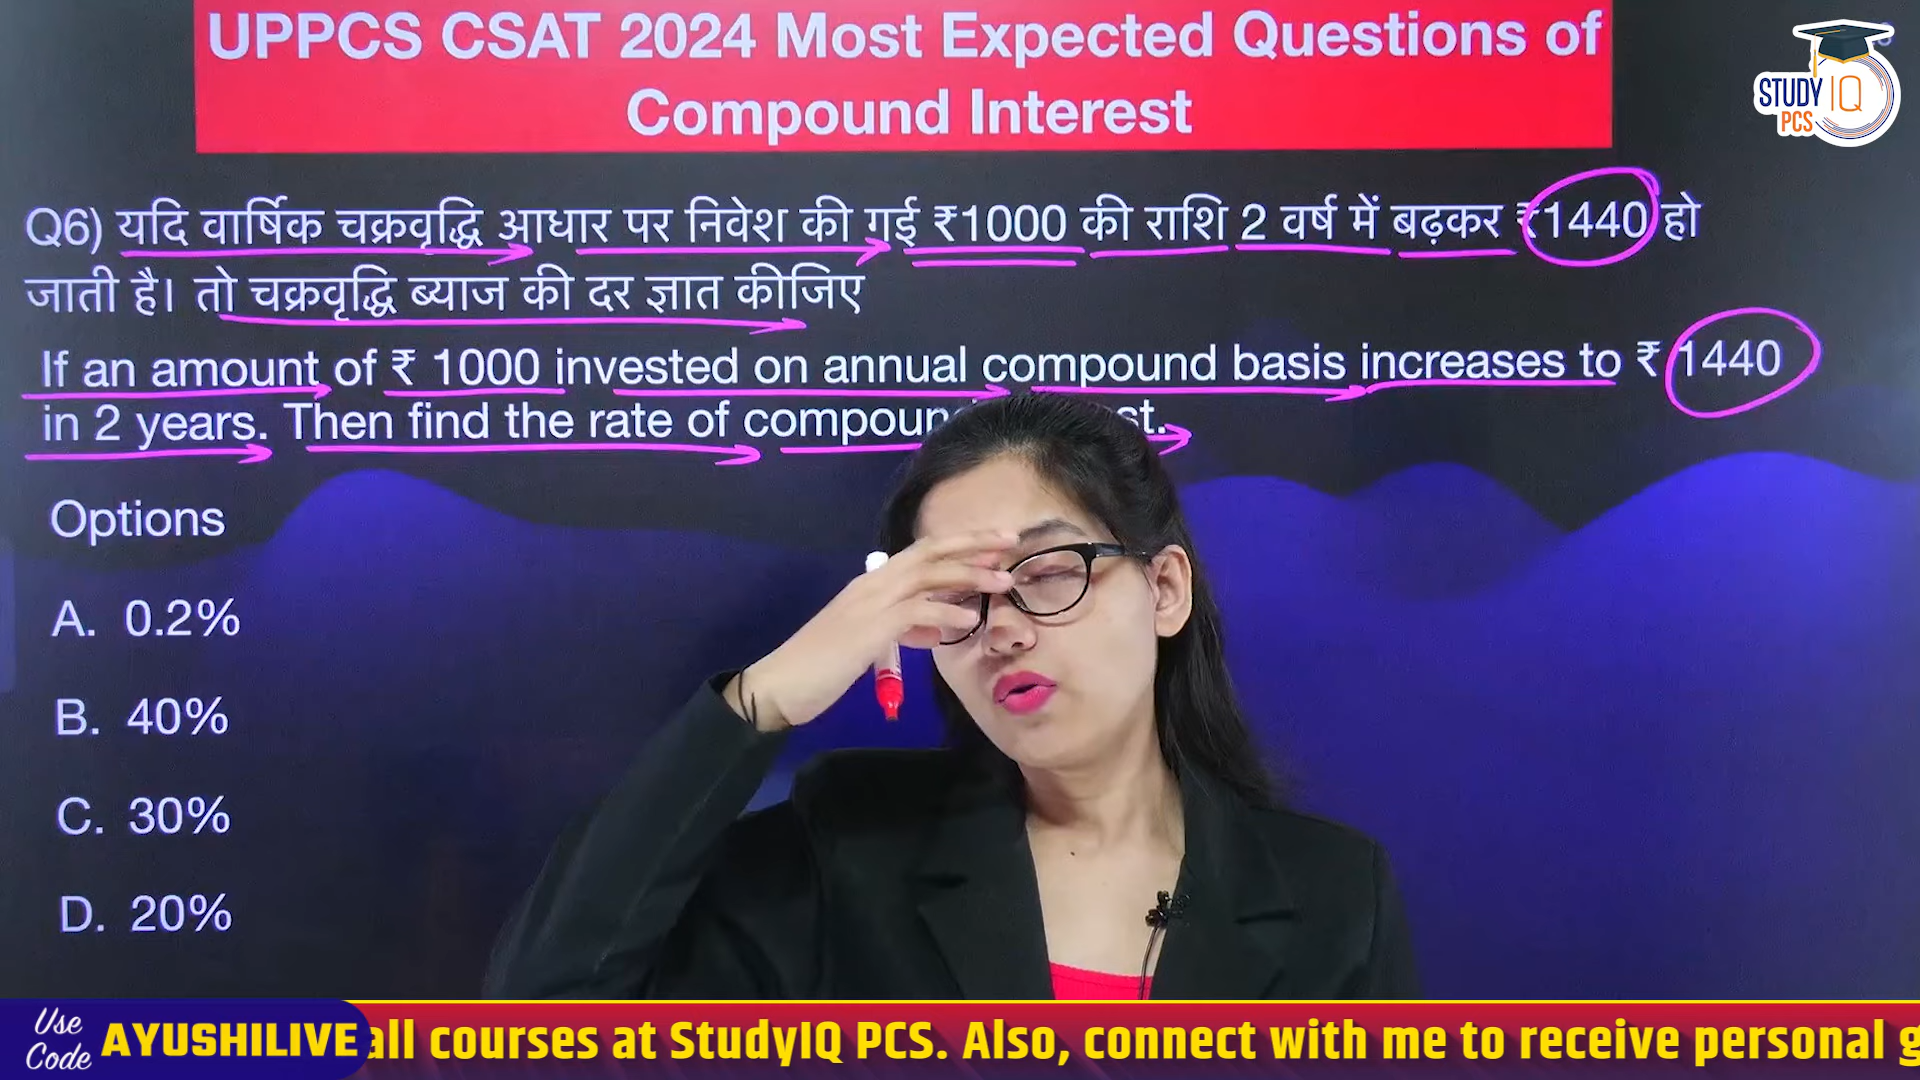 UPPCS CSAT 2024 Most Expected Questions of
Compound Interest
STUDY IQ
PCS
Q6) यदि वार्षिक चक्रवृद्धि आधार पर निवेश की गई ₹1000 की राशि 2 वर्ष में बढ़कर ₹1440 हो
जाती है। तो चक्रवृद्धि ब्याज की दर ज्ञात कीजिए
If an amount of ₹ 1000 invested on annual compound basis increases to ₹ 1440
in 2 years. Then find the rate of
Options
A. 0.2%
B. 40%
C. 30%
D. 20%
Use
Code
AYUSHILIVE
all courses at StudyIQ PCS. Also, connect with me to receive personal